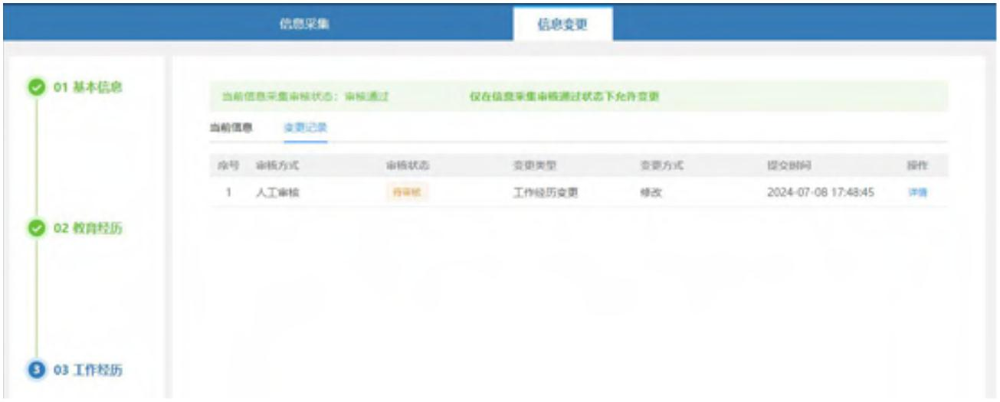 信息采集 信息变更
01 基本信息
当前信息采集审核状态：审核通过 仅在信息采集审核通过状态下允许变更
当前信息 变更记录
序号 审核方式 审核状态 变更类型 变更方式 提交时间 操作
1 人工审核 待审核 工作经历变更 修改 2024-07-08 17:48:45 详情
02 教育经历
3 03 工作经历